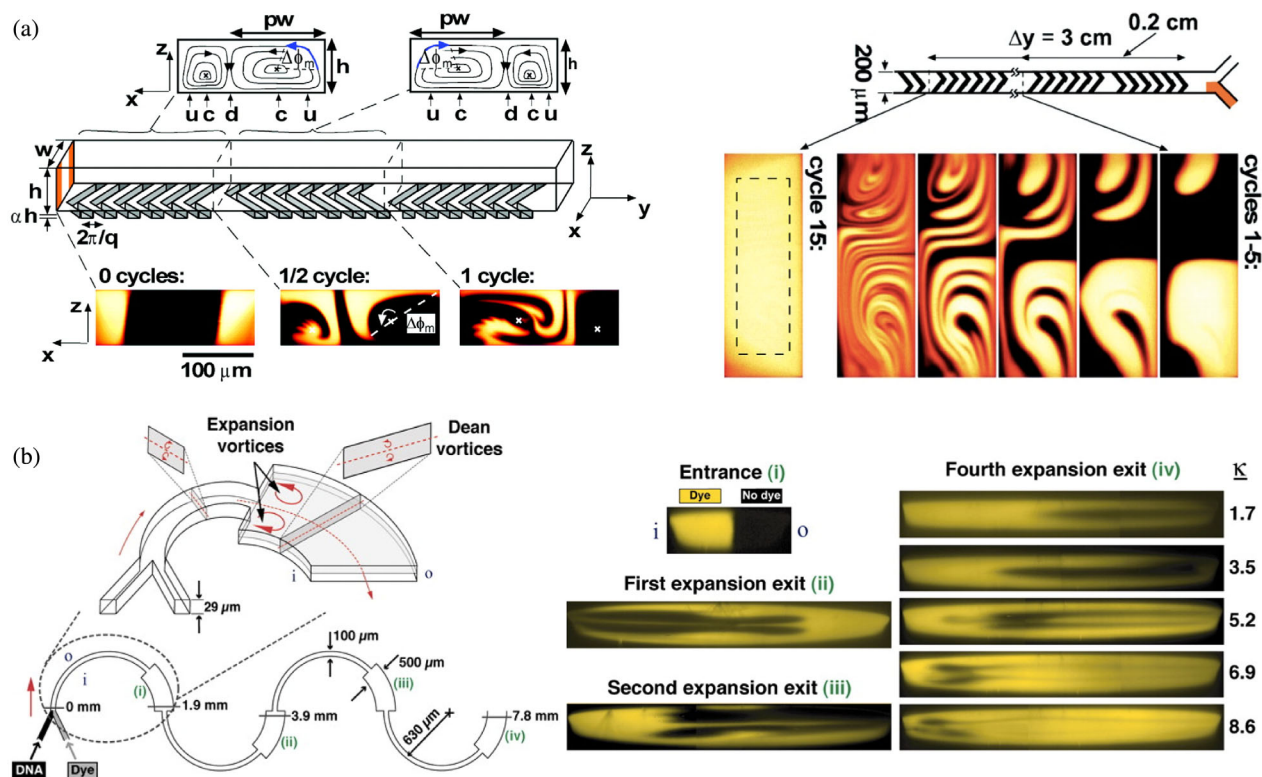 (a)
pw
z
Δϕm
h
x
u c d c u
pw
Δϕm
h
u c d c u
w
h
αh
2π/q
z
y
x
0 cycles:
1/2 cycle:
1 cycle:
z
x
Δϕm
100 μm
0.2 cm
Δy = 3 cm
200 μm
cycle 15:
cycles 1-5:
(b)
Expansion
vortices
Dean
vortices
i
o
29 μm
100 μm
500 μm
o
i
(i)
(iii)
0 mm
1.9 mm
3.9 mm
7.8 mm
(ii)
630 μm
(iv)
DNA
Dye
Entrance (i)
Dye
No dye
i
o
First expansion exit (ii)
Second expansion exit (iii)
Fourth expansion exit (iv)
κ
1.7
3.5
5.2
6.9
8.6